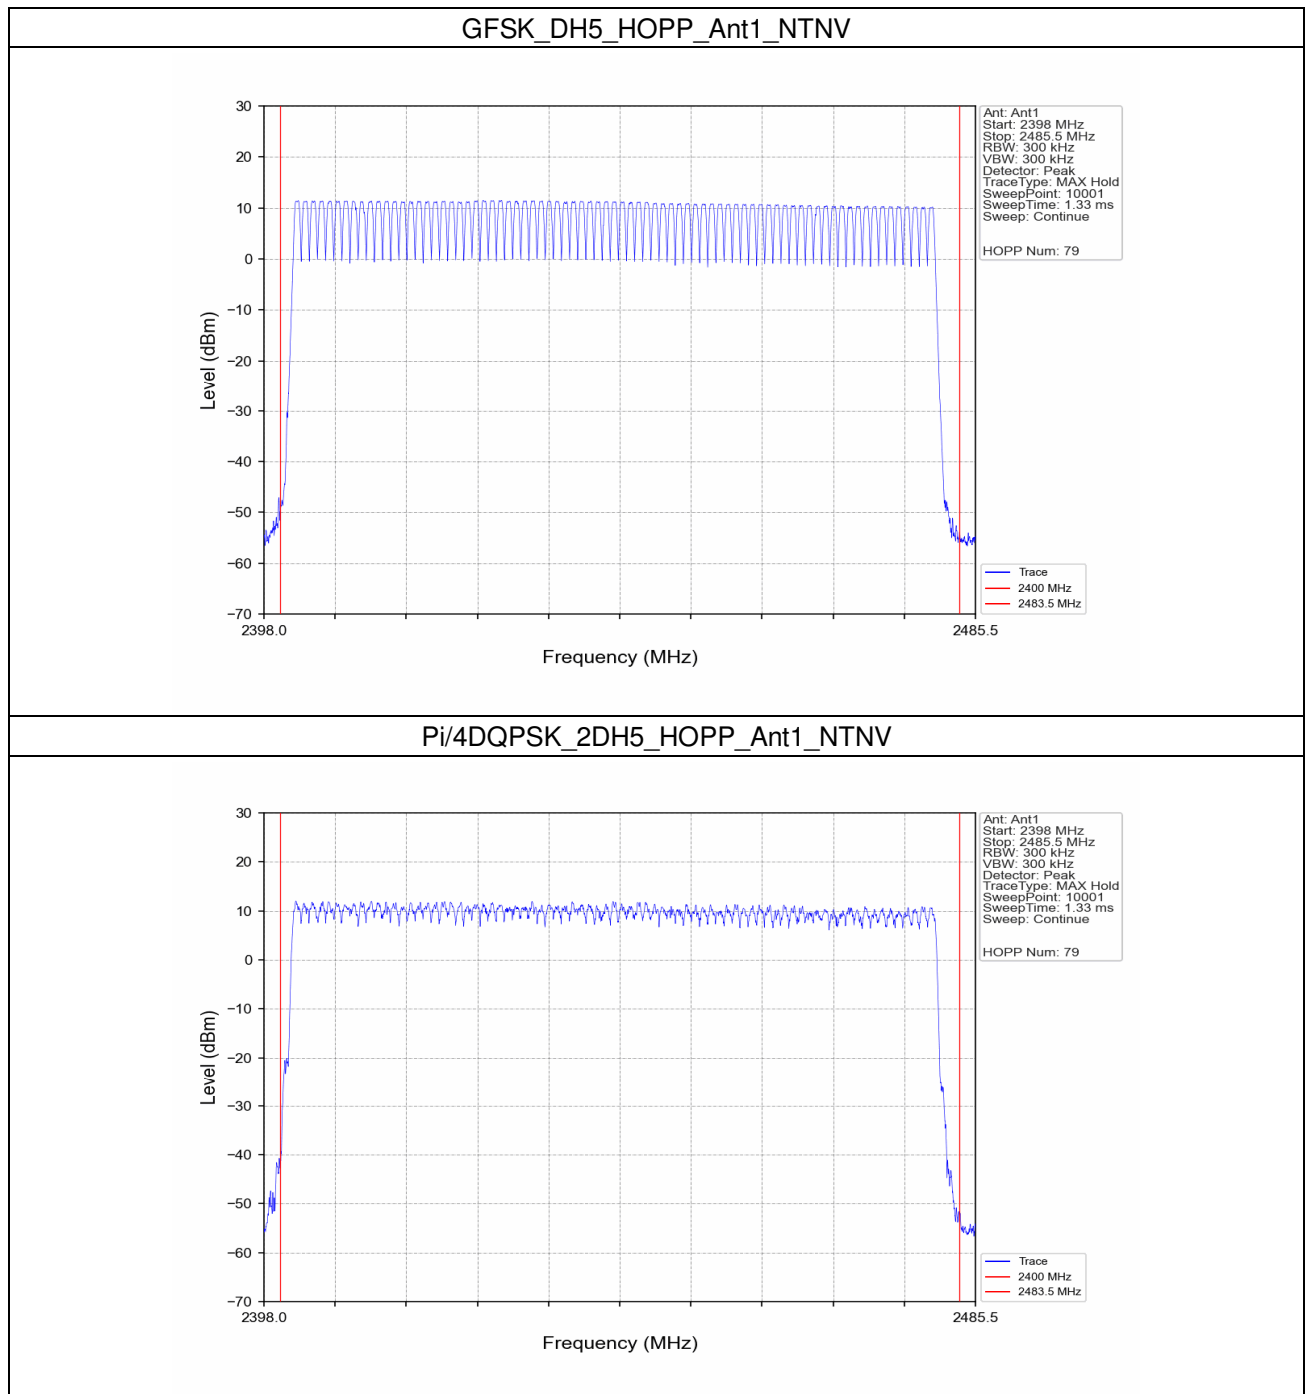 GFSK_DH5_HOPP_Ant1_NTNV
30
20
10
0
−10
−20
−30
−40
−50
−60
−70
Level (dBm)
2398.0
2485.5
Frequency (MHz)
Ant: Ant1
Start: 2398 MHz
Stop: 2485.5 MHz
RBW: 300 kHz
VBW: 300 kHz
Detector: Peak
TraceType: MAX Hold
SweepPoint: 10001
SweepTime: 1.33 ms
Sweep: Continue
HOPP Num: 79
Trace
2400 MHz
2483.5 MHz
Pi/4DQPSK_2DH5_HOPP_Ant1_NTNV
30
20
10
0
−10
−20
−30
−40
−50
−60
−70
Level (dBm)
2398.0
2485.5
Frequency (MHz)
Ant: Ant1
Start: 2398 MHz
Stop: 2485.5 MHz
RBW: 300 kHz
VBW: 300 kHz
Detector: Peak
TraceType: MAX Hold
SweepPoint: 10001
SweepTime: 1.33 ms
Sweep: Continue
HOPP Num: 79
Trace
2400 MHz
2483.5 MHz